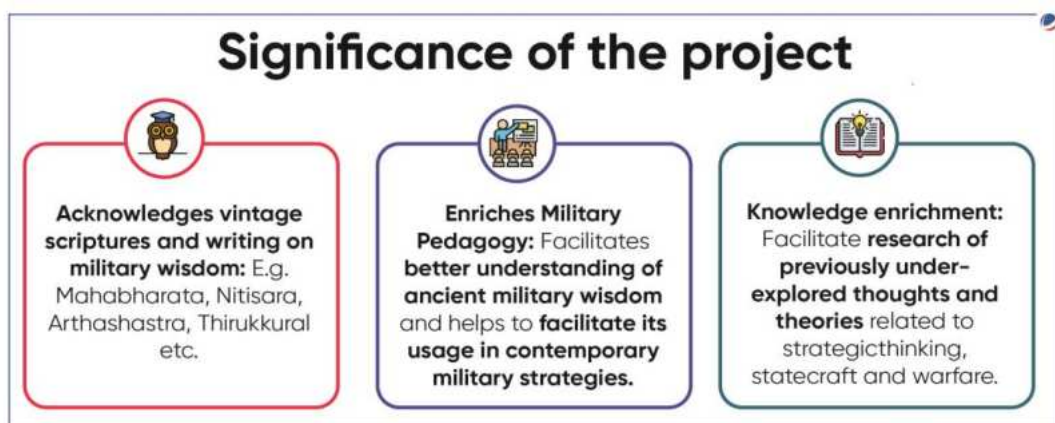 Significance of the project
Acknowledges vintage
scriptures and writing on
military wisdom: E.g.
Mahabharata, Nitisara,
Arthashastra, Thirukkural
etc.
Enriches Military
Pedagogy: Facilitates
better understanding of
ancient military wisdom
and helps to facilitate its
usage in contemporary
military strategies.
Knowledge enrichment:
Facilitate research of
previously under-
explored thoughts and
theories related to
strategicthinking,
statecraft and warfare.